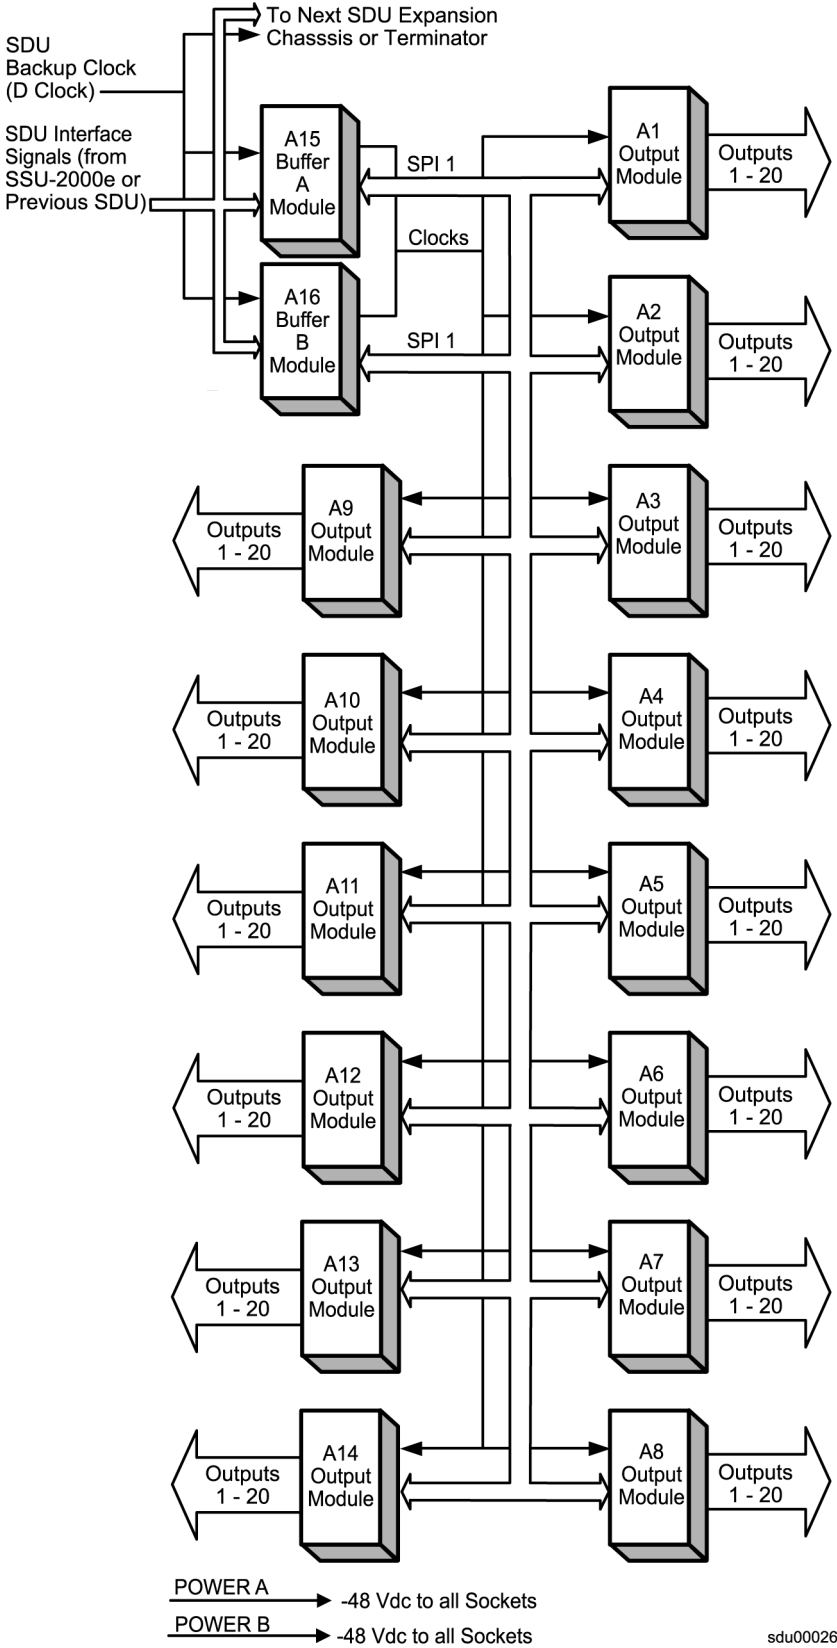 To Next SDU Expansion
Chasssis or Terminator
SDU
Backup Clock
(D Clock)
SDU Interface
Signals (from
SSU-2000e or
Previous SDU)
A15
Buffer
A
Module
SPI 1
A1
Output
Module
Outputs
1 - 20
Clocks
A16
Buffer
B
Module
SPI 1
A2
Output
Module
Outputs
1 - 20
Outputs
1 - 20
A9
Output
Module
A3
Output
Module
Outputs
1 - 20
Outputs
1 - 20
A10
Output
Module
A4
Output
Module
Outputs
1 - 20
Outputs
1 - 20
A11
Output
Module
A5
Output
Module
Outputs
1 - 20
Outputs
1 - 20
A12
Output
Module
A6
Output
Module
Outputs
1 - 20
Outputs
1 - 20
A13
Output
Module
A7
Output
Module
Outputs
1 - 20
Outputs
1 - 20
A14
Output
Module
A8
Output
Module
Outputs
1 - 20
POWER A
-48 Vdc to all Sockets
POWER B
-48 Vdc to all Sockets
sdu00026